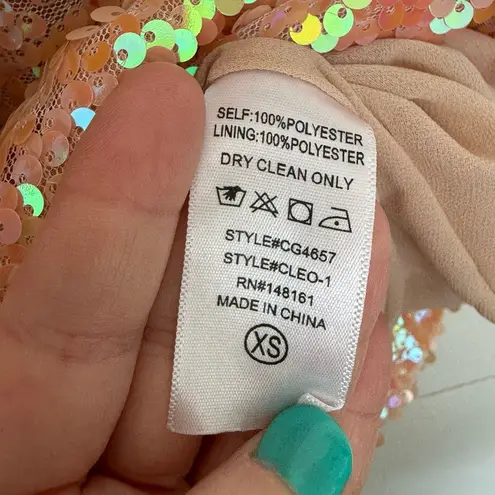 SELF:100%POLYESTER
LINING:100%POLYESTER
DRY CLEAN ONLY
STYLE#CG4657
STYLE#CLEO-1
RN#148161
MADE IN CHINA
XS